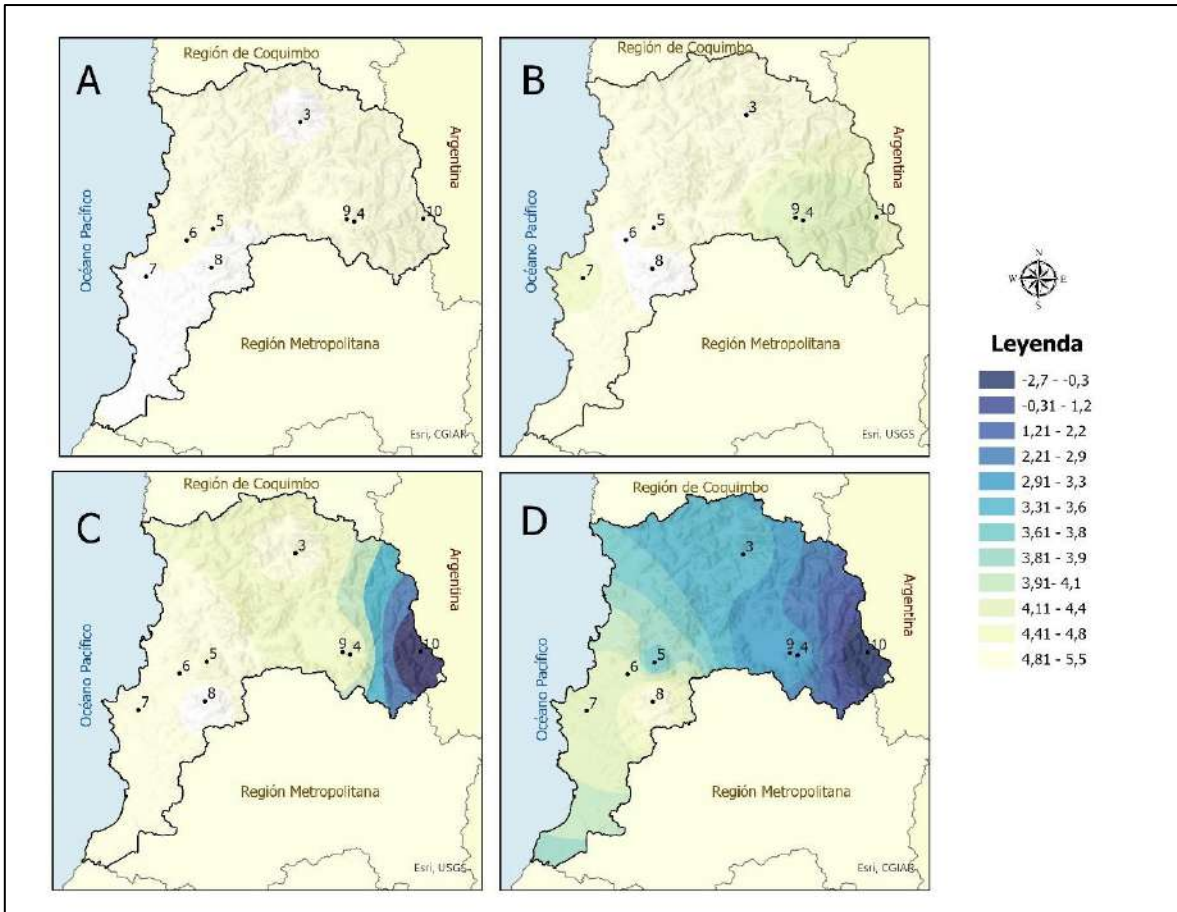 A
Región de Coquimbo
Argentina
Océano Pacífico
3
9 4
10
5
6
7
8
Región Metropolitana
Esri, CGIAR
B
Región de Coquimbo
Argentina
Océano Pacífico
3
9 4
10
5
6
7
8
Región Metropolitana
Esri, USGS
N
W E
S
Leyenda
-2,7 - -0,3
-0,31 - 1,2
1,21 - 2,2
2,21 - 2,9
2,91 - 3,3
3,31 - 3,6
3,61 - 3,8
3,81 - 3,9
3,91- 4,1
4,11 - 4,4
4,41 - 4,8
4,81 - 5,5
C
Región de Coquimbo
Argentina
Océano Pacífico
3
9 4
10
5
6
7
8
Región Metropolitana
Esri, USGS
D
Región de Coquimbo
Argentina
Océano Pacífico
3
9 4
10
5
6
7
8
Región Metropolitana
Esri, CGIAR